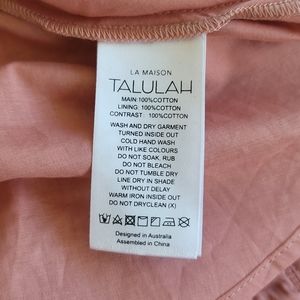 LA MAISON
TALULAH
MAIN: 100%COTTON
LINING: 100%COTTON
CONTRAST : 100%COTTON
WASH AND DRY GARMENT
TURNED INSIDE OUT
COLD HAND WASH
WITH LIKE COLOURS
DO NOT SOAK, RUB
DO NOT BLEACH
DO NOT TUMBLE DRY
LINE DRY IN SHADE
WITHOUT DELAY
WARM IRON INSIDE OUT
DO NOT DRYCLEAN (X)
Designed in Australia
Assembled in China